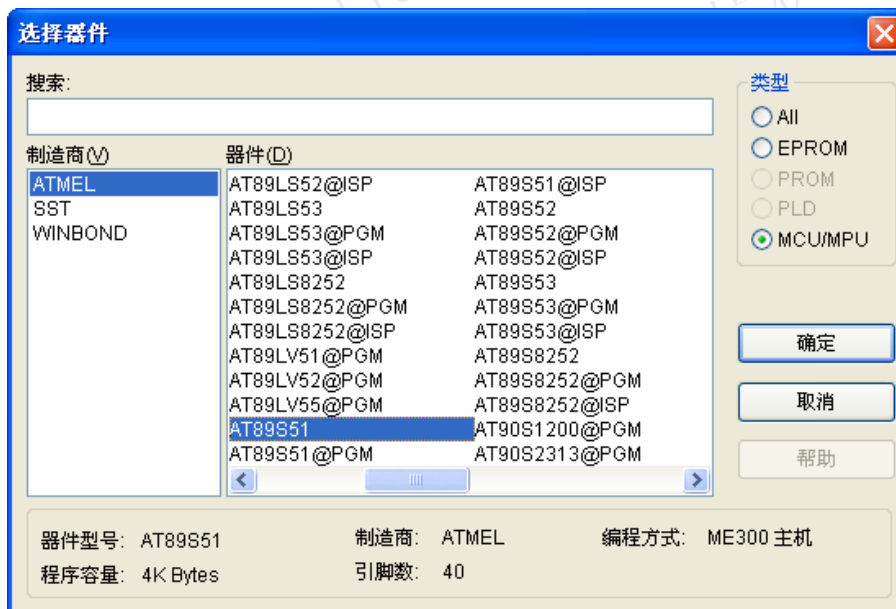 选择器件
搜索:
类型
All
EPROM
PROM
PLD
MCU/MPU
制造商(V)
ATMEL
SST
WINBOND
器件(D)
AT89LS52@ISP
AT89LS53
AT89LS53@PGM
AT89LS53@ISP
AT89LS8252
AT89LS8252@PGM
AT89LS8252@ISP
AT89LV51@PGM
AT89LV52@PGM
AT89LV55@PGM
AT89S51
AT89S51@PGM
AT89S51@ISP
AT89S52
AT89S52@PGM
AT89S52@ISP
AT89S53
AT89S53@PGM
AT89S53@ISP
AT89S8252
AT89S8252@PGM
AT89S8252@ISP
AT90S1200@PGM
AT90S2313@PGM
确定
取消
帮助
器件型号: AT89S51 制造商: ATMEL 编程方式: ME300 主机
程序容量: 4K Bytes 引脚数: 40